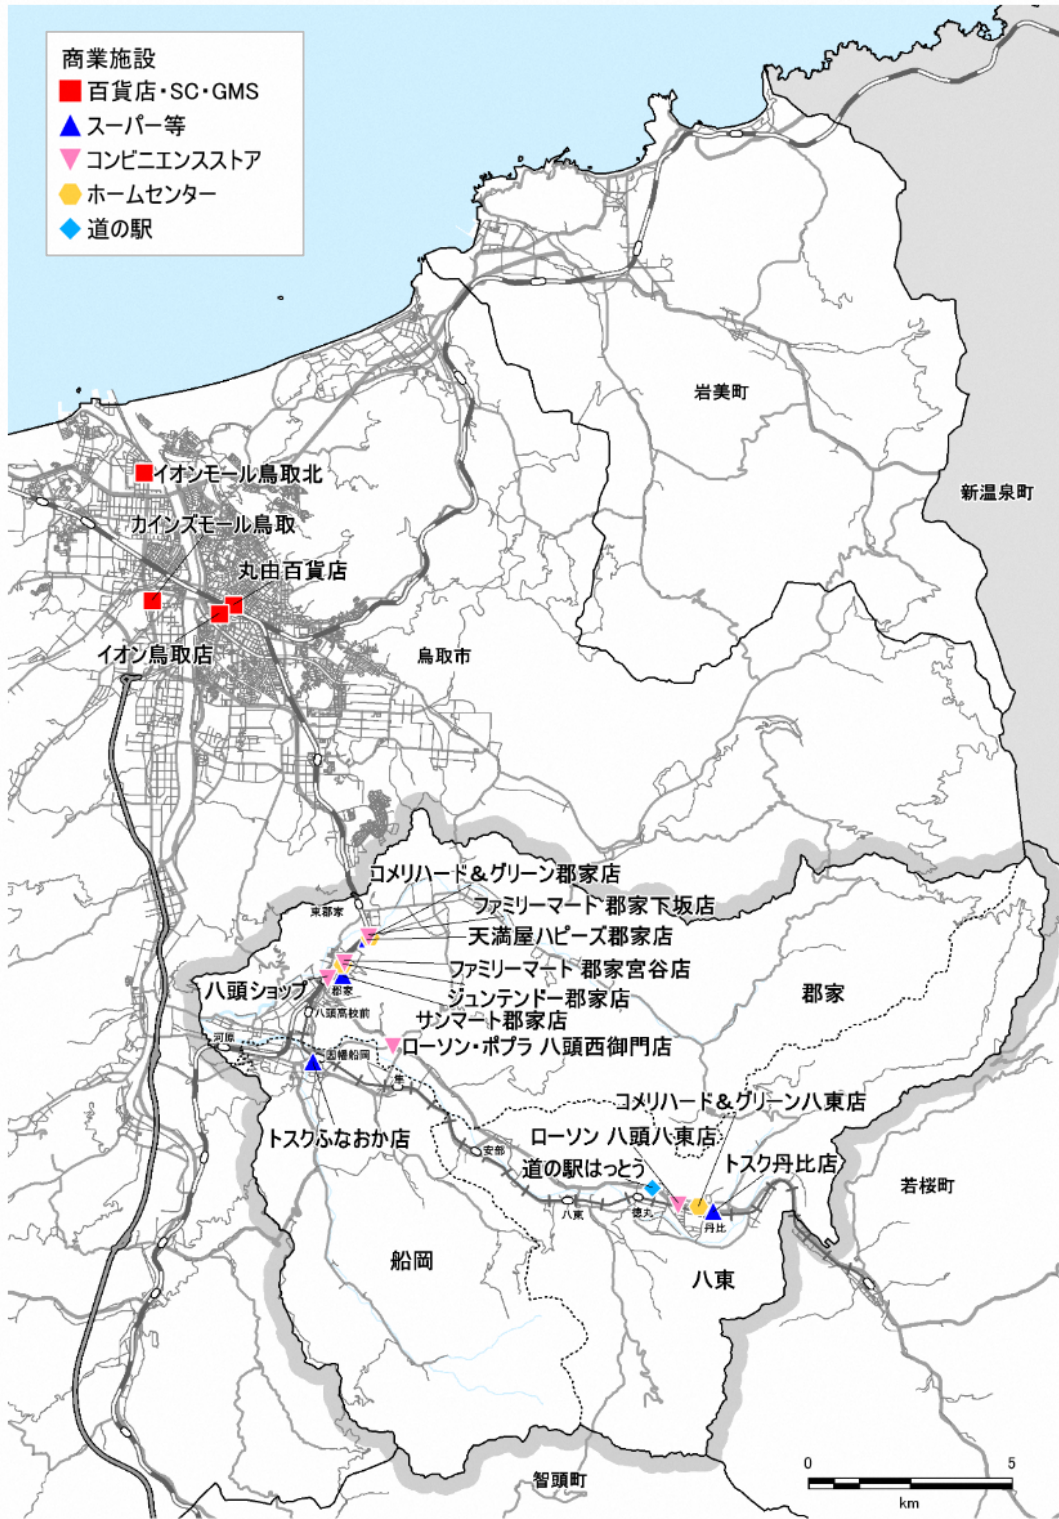 商業施設
百貨店・SC・GMS
スーパー等
コンビニエンスストア
ホームセンター
道の駅
岩美町
新温泉町
イオンモール鳥取北
カインズモール鳥取
丸由百貨店
イオン鳥取店
鳥取市
コメリハード＆グリーン郡家店
東郡家
ファミリーマート 郡家下坂店
天満屋ハピーズ郡家店
ファミリーマート 郡家宮谷店
八頭ショップ
郡家
ジュンテンドー郡家店
郡家
八頭高校前
サンマート郡家店
河原
因幡船岡
ローソン・ポプラ 八頭西御門店
隼
コメリハード＆グリーン八東店
トスクふなおか店
ローソン 八頭八東店
安部
道の駅はっとう
トスク丹比店
若桜町
八東
徳丸
丹比
船岡
八東
智頭町
0 5
km